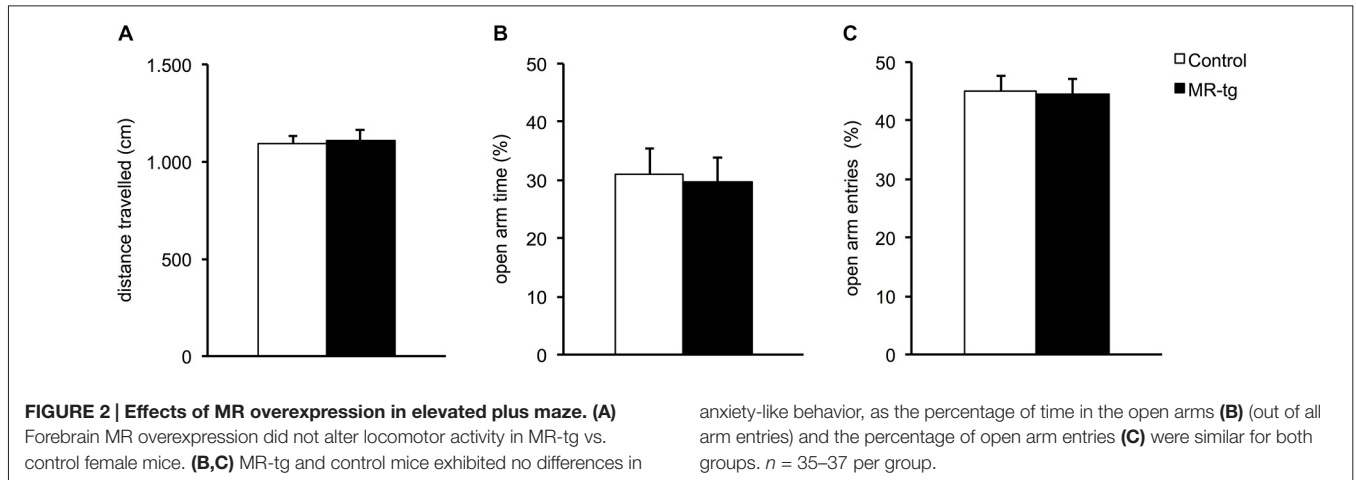 A
1.500
1.000
500
0
distance travelled (cm)
B
50
40
30
20
10
0
open arm time (%)
C
50
40
30
20
10
0
open arm entries (%)
Control
MR-tg
FIGURE 2 | Effects of MR overexpression in elevated plus maze. (A)
Forebrain MR overexpression did not alter locomotor activity in MR-tg vs.
control female mice. (B,C) MR-tg and control mice exhibited no differences in
anxiety-like behavior, as the percentage of time in the open arms (B) (out of all
arm entries) and the percentage of open arm entries (C) were similar for both
groups. n = 35–37 per group.